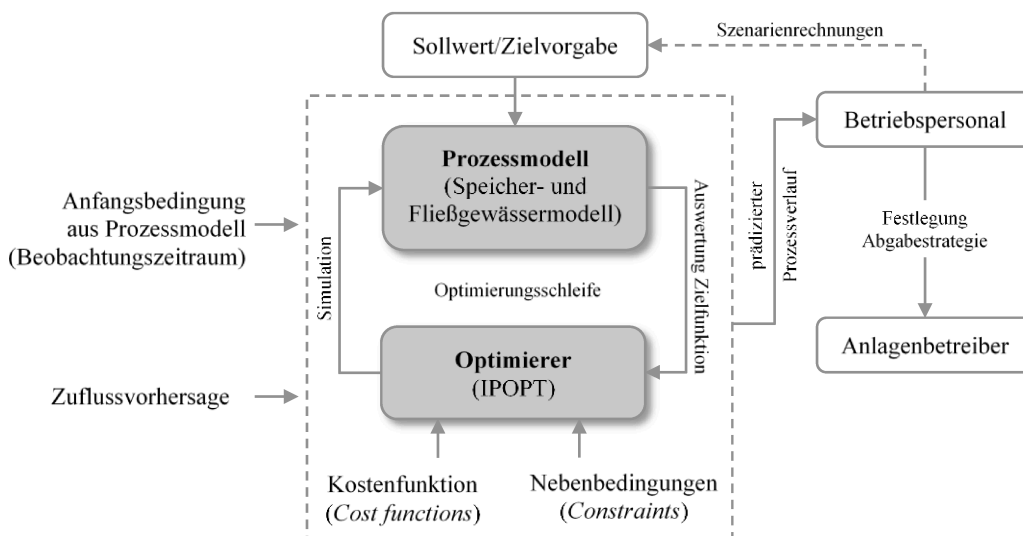 Szenarienrechnungen
Sollwert/Zielvorgabe
Betriebspersonal
Prozessmodell
(Speicher- und
Fließgewässermodell)
Anfangsbedingung
aus Prozessmodell
(Beobachtungszeitraum)
Simulation
Auswertung Zielfunktion
prädizierter
Prozessverlauf
Festlegung
Abgabestrategie
Optimierungsschleife
Anlagenbetreiber
Optimierer
(IPOPT)
Zuflussvorhersage
Kostenfunktion
(Cost functions)
Nebenbedingungen
(Constraints)